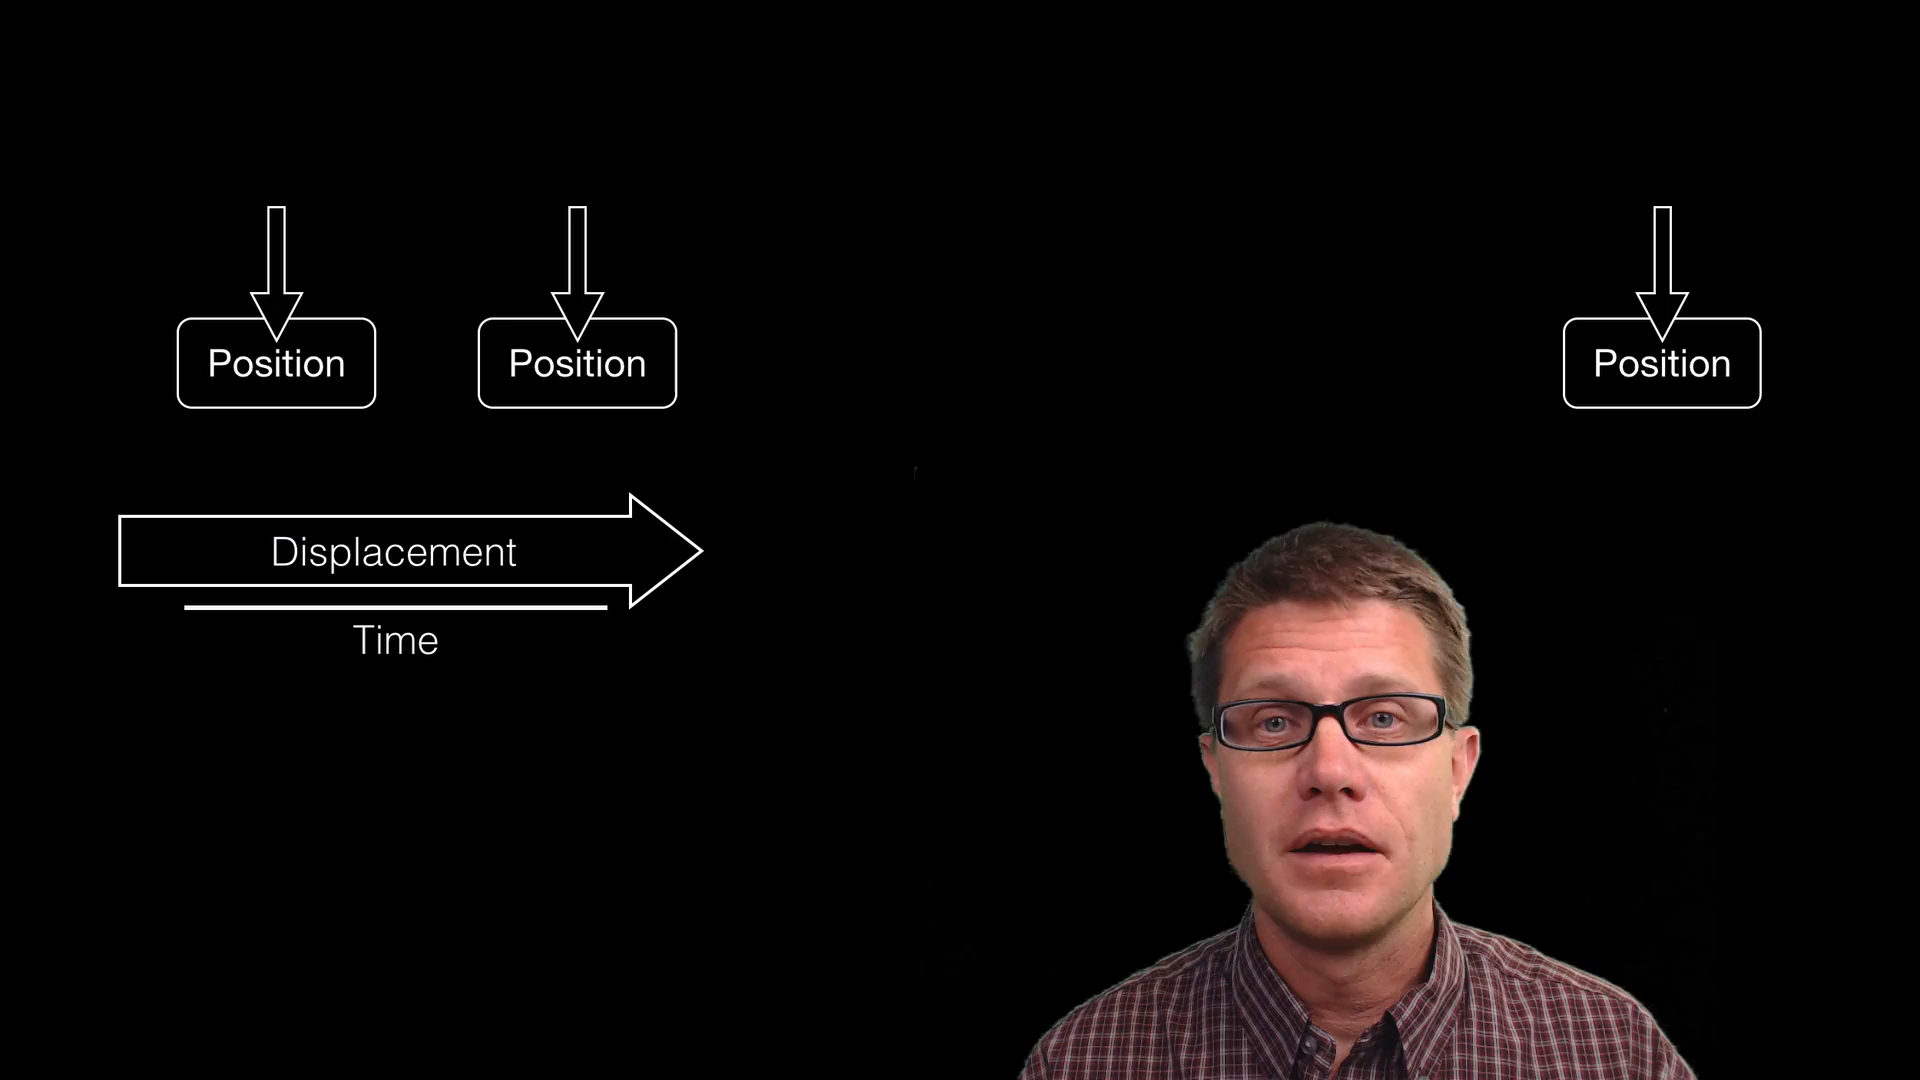 Position
Position
Position
Displacement
Time